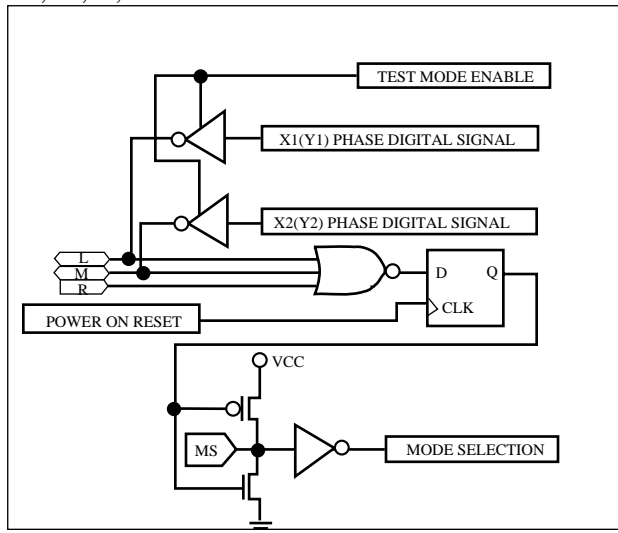 TEST MODE ENABLE
X1(Y1) PHASE DIGITAL SIGNAL
X2(Y2) PHASE DIGITAL SIGNAL
L
M
R
D
Q
CLK
POWER ON RESET
VCC
MS
MODE SELECTION